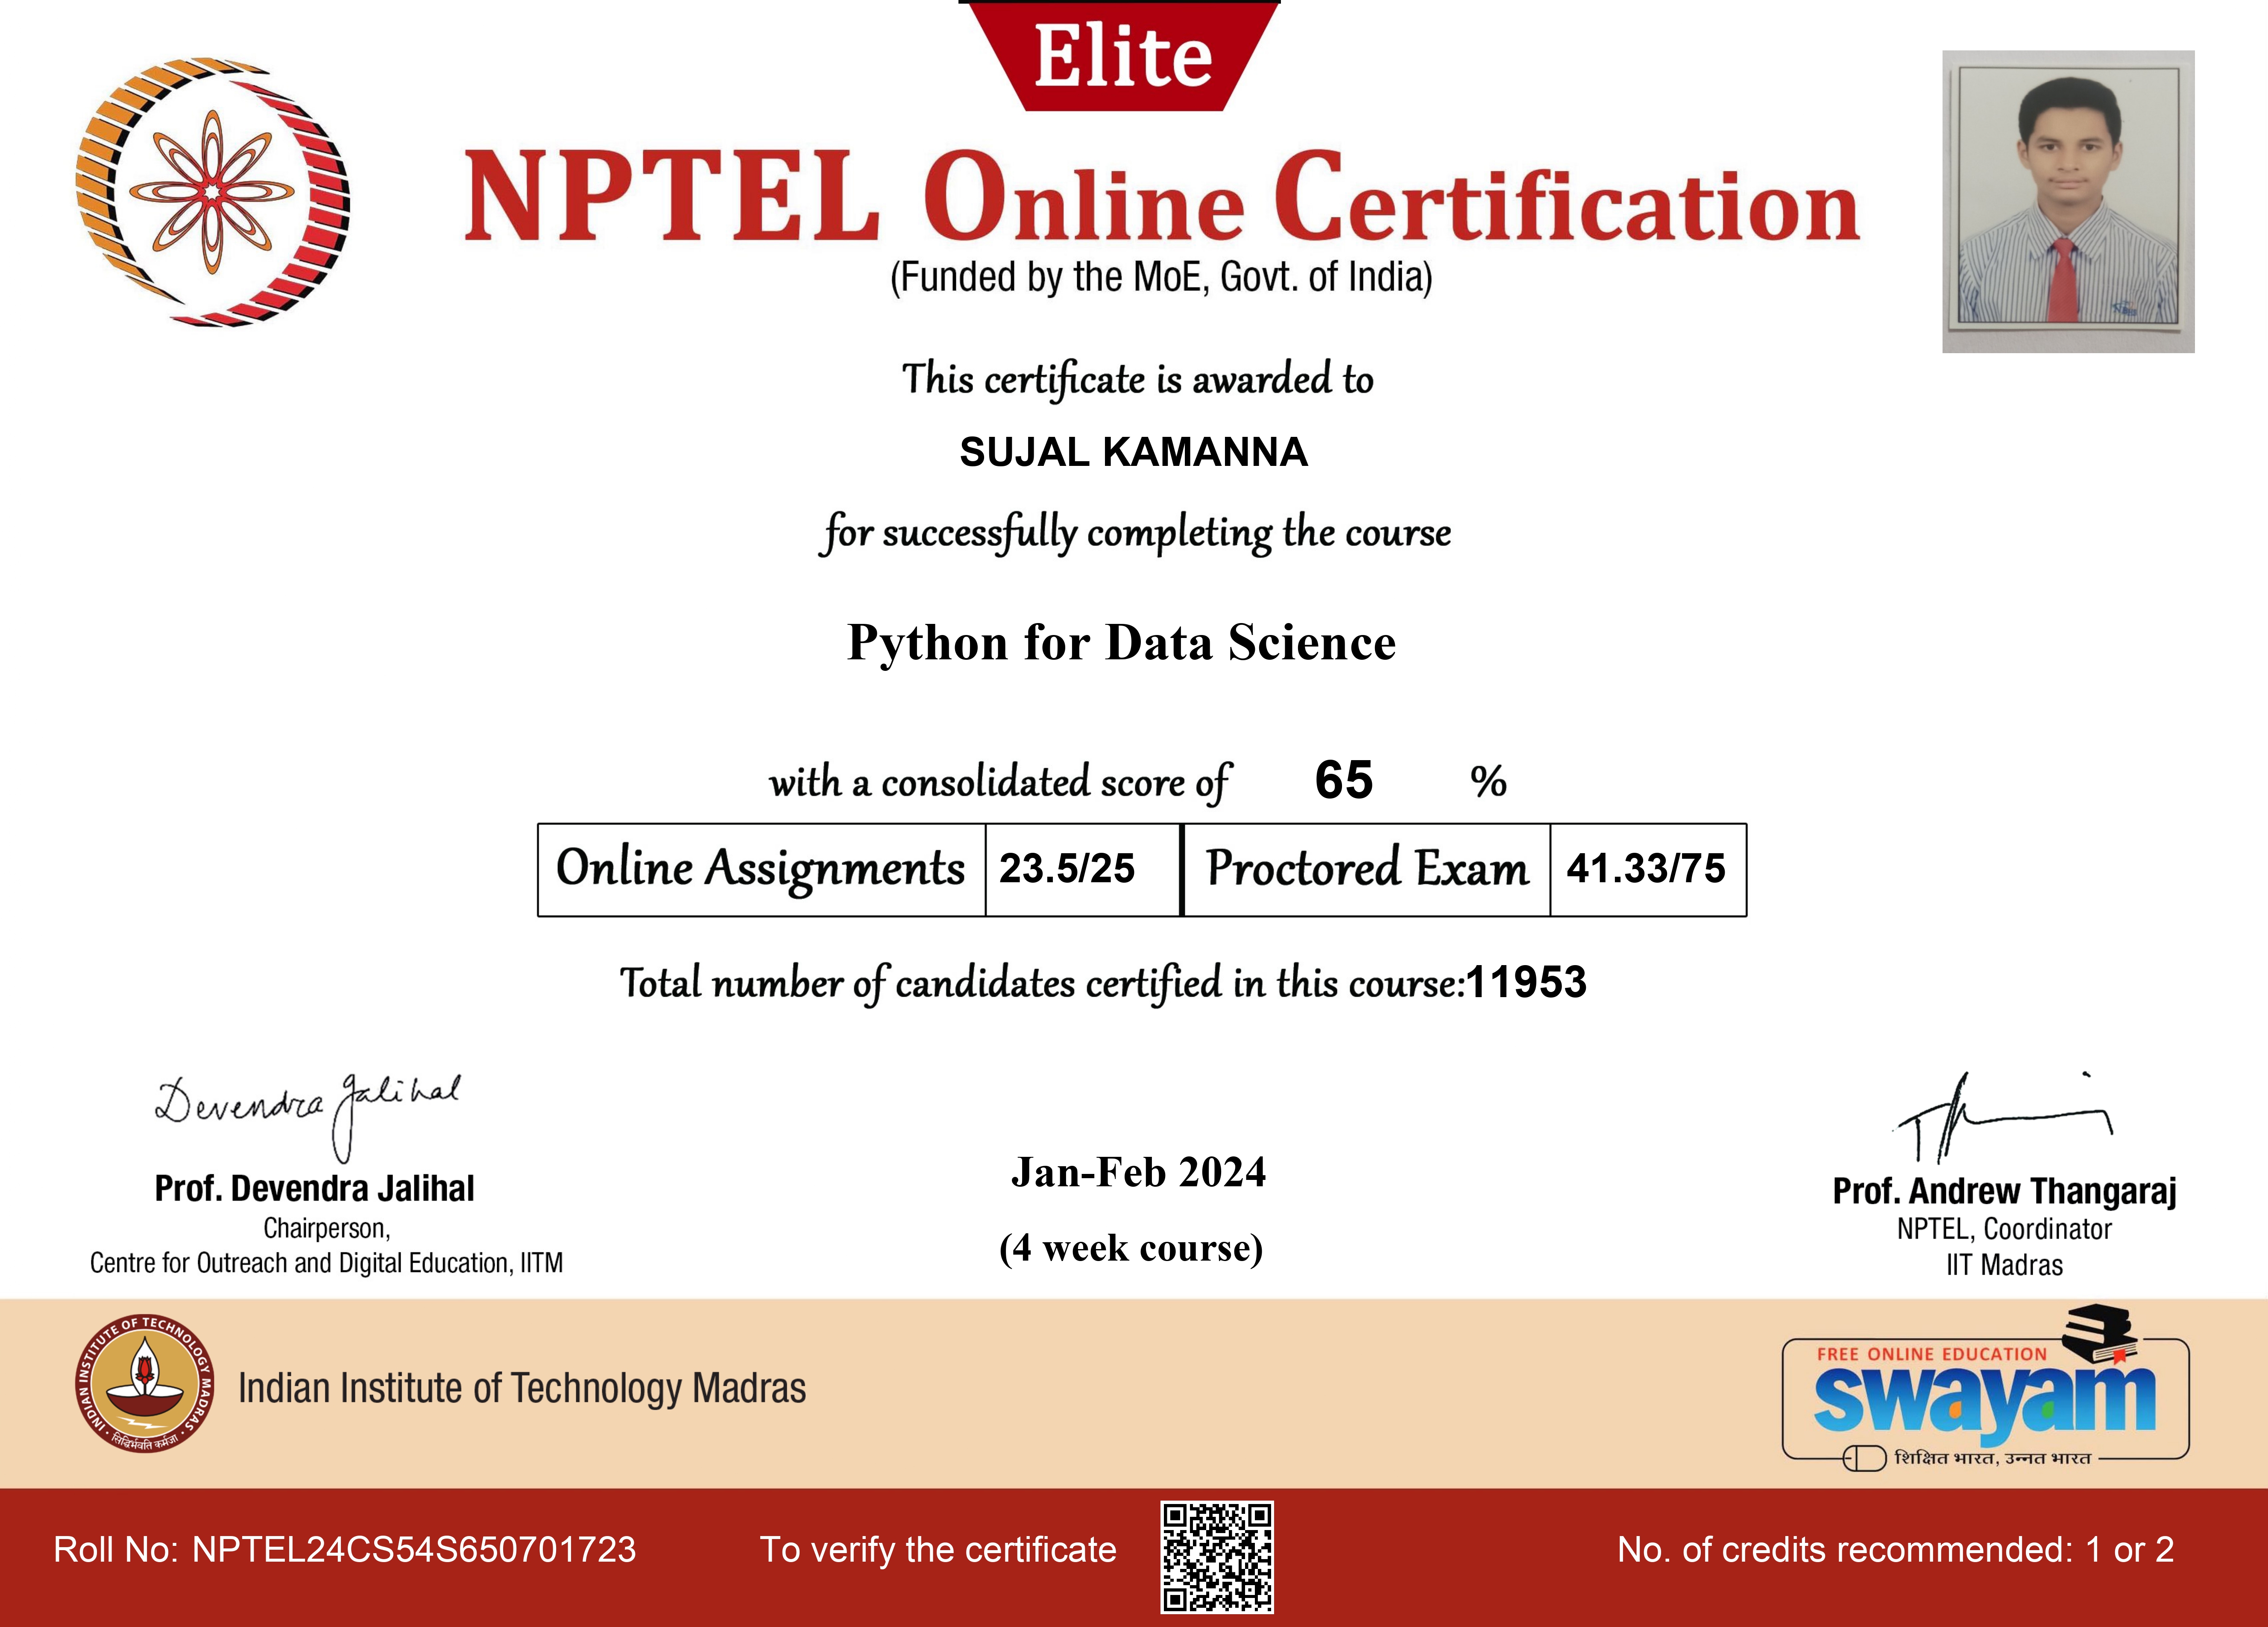 Elite
NPTEL Online Certification
(Funded by the MoE, Govt. of India)
This certificate is awarded to
SUJAL KAMANNA
for successfully completing the course
Python for Data Science
with a consolidated score of 65 %
Online Assignments 23.5/25 Proctored Exam 41.33/75
Total number of candidates certified in this course:11953
Devendra Jalihal
Prof. Devendra Jalihal
Chairperson,
Centre for Outreach and Digital Education, IITM
Jan-Feb 2024
(4 week course)
Prof. Andrew Thangaraj
NPTEL, Coordinator
IIT Madras
INDIAN INSTITUTE OF TECHNOLOGY MADRAS
सिद्धिर्भवति कर्मजा
Indian Institute of Technology Madras
FREE ONLINE EDUCATION
swayam
शिक्षित भारत, उन्नत भारत
Roll No: NPTEL24CS54S650701723
To verify the certificate
No. of credits recommended: 1 or 2